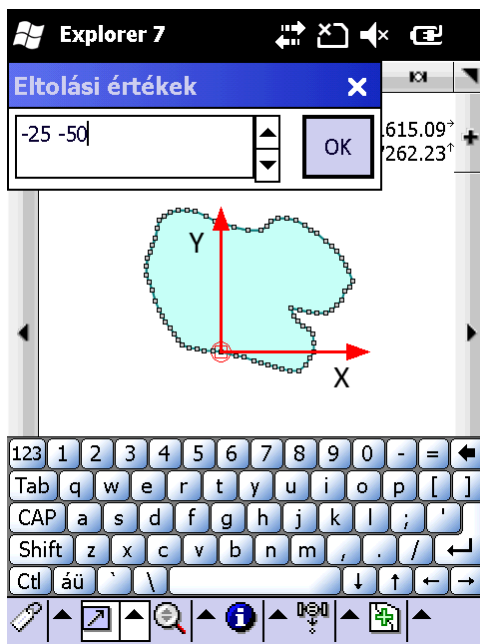 Explorer 7
Eltolási értékek
-25 -50
OK
615.09
262.23
Y
X
123 1 2 3 4 5 6 7 8 9 0 - =
Tab q w e r t y u i o p [ ]
CAP a s d f g h j k l ; '
Shift z x c v b n m , . /
Ctl áü ` \